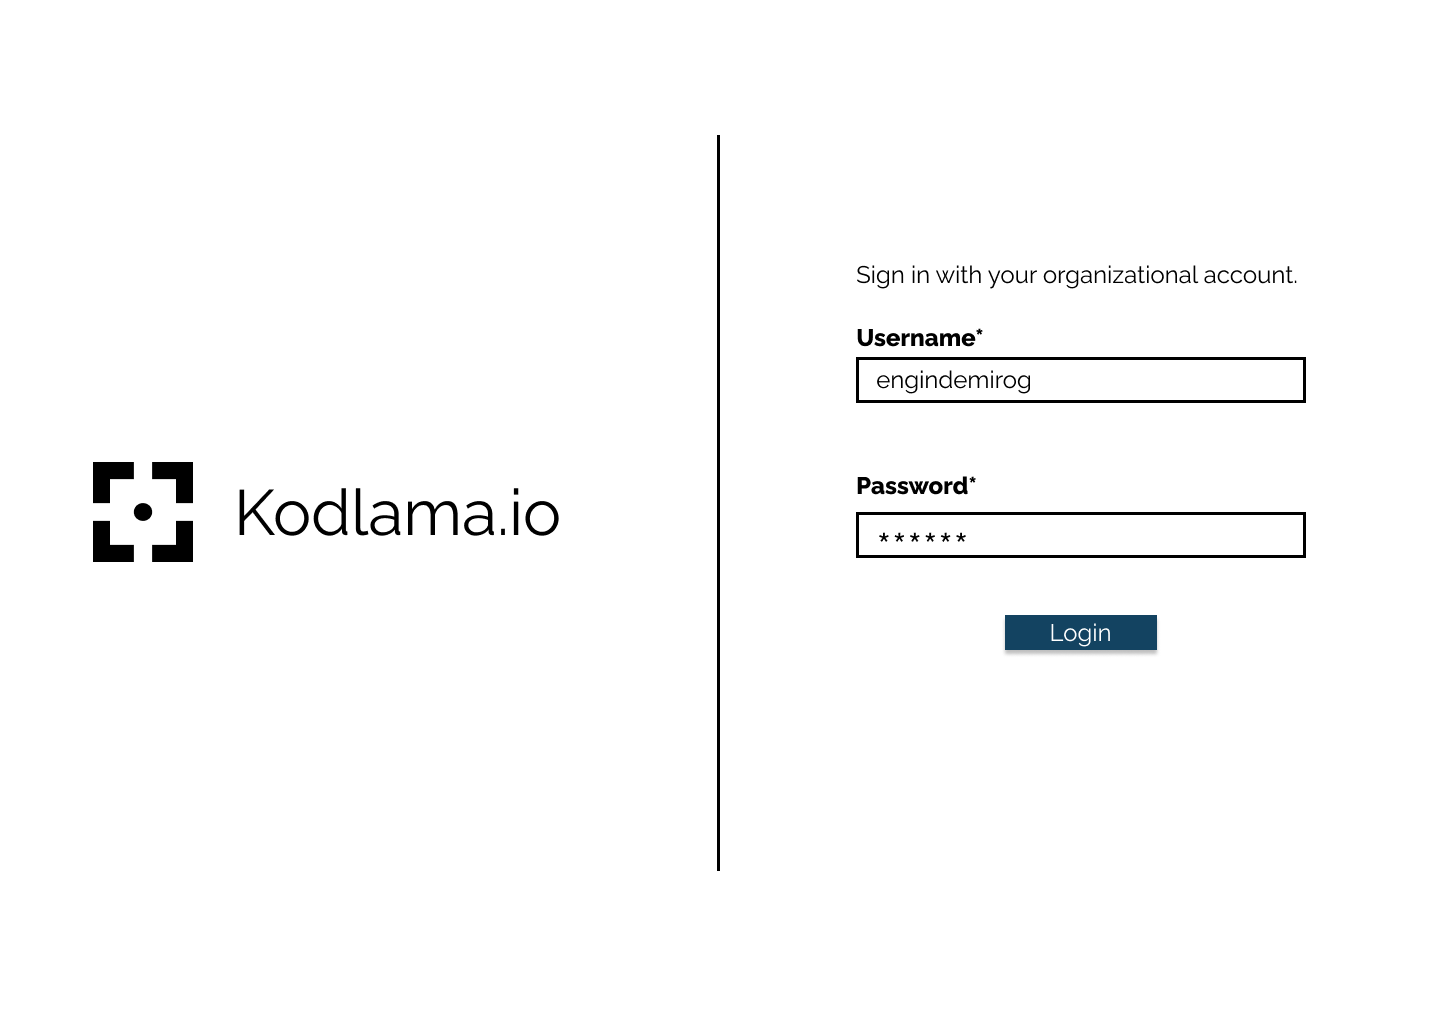 Kodlama.io
Sign in with your organizational account.
Username*
engindemirog
Password*
******
Login